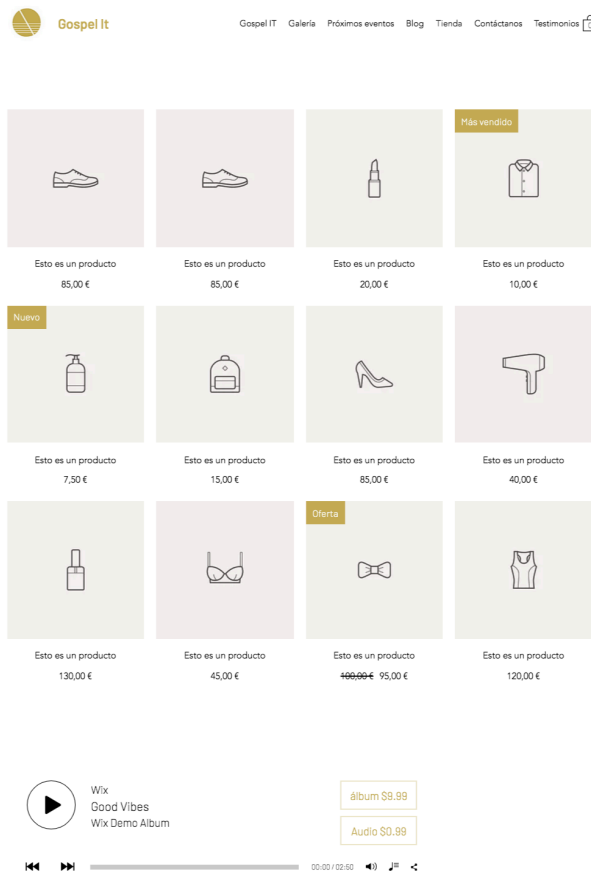 Gospel It
Gospel IT Galería Próximos eventos Blog Tienda Contáctanos Testimonios
Más vendido
Esto es un producto Esto es un producto Esto es un producto Esto es un producto
85,00 € 85,00 € 20,00 € 10,00 €
Nuevo
Esto es un producto Esto es un producto Esto es un producto Esto es un producto
7,50 € 15,00 € 85,00 € 40,00 €
Oferta
Esto es un producto Esto es un producto Esto es un producto Esto es un producto
130,00 € 45,00 € 100,00 € 95,00 € 120,00 €
Wix
Good Vibes
Wix Demo Album
álbum $9.99
Audio $0.99
00:00 / 02:50